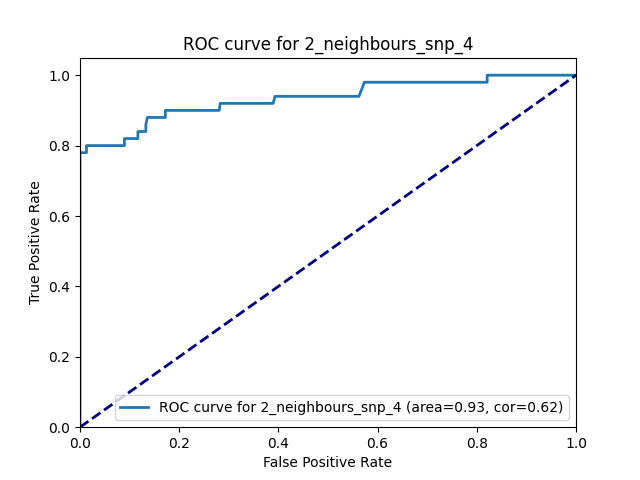 ROC curve for 2_neighbours_snp_4
1.0
0.8
0.6
0.4
0.2
0.0
True Positive Rate
ROC curve for 2_neighbours_snp_4 (area=0.93, cor=0.62)
0.0 0.2 0.4 0.6 0.8 1.0
False Positive Rate